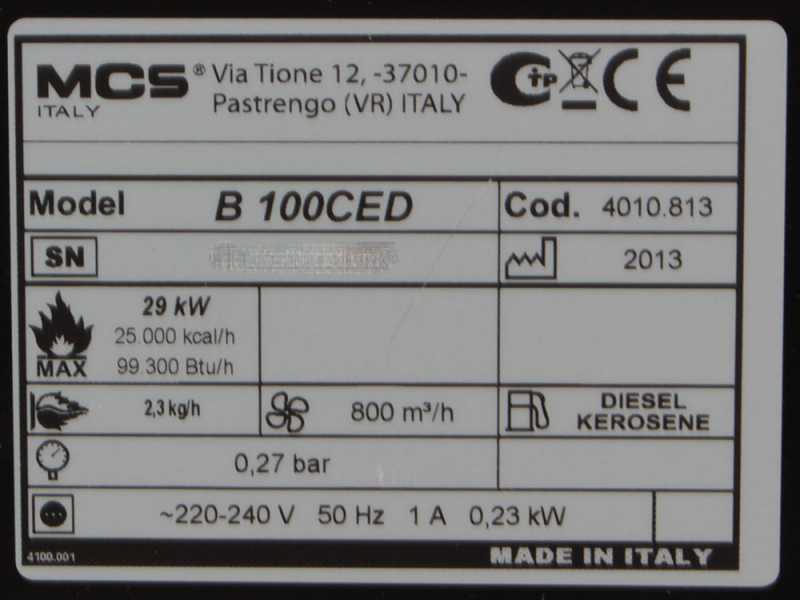 MCS® Via Tione 12, -37010-
ITALY Pastrengo (VR) ITALY
Model B 100CED Cod. 4010.813
SN 2013
29 kW
25.000 kcal/h
MAX 99.300 Btu/h
2,3 kg/h 800 m³/h DIESEL
KEROSENE
0,27 bar
~220-240 V 50 Hz 1 A 0,23 kW
4100.001 MADE IN ITALY